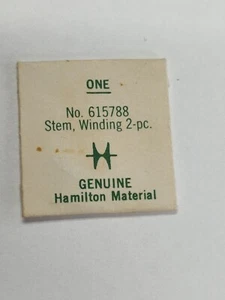 ONE
No. 615788
Stem, Winding 2-pc.
GENUINE
Hamilton Material